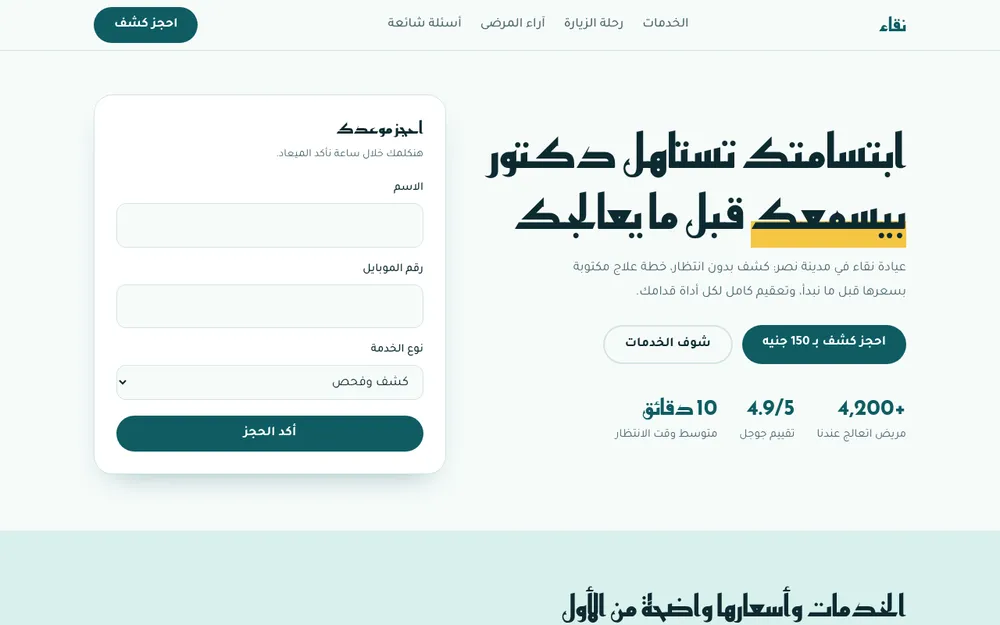 نقاء
الخدمات
رحلة الزيارة
آراء المرضى
أسئلة شائعة
احجز كشف
ابتسامتك تستاهل دكتور
بيسمعك قبل ما يعالجك
عيادة نقاء في مدينة نصر: كشف بدون انتظار، خطة علاج مكتوبة
بسعرها قبل ما نبدأ، وتعقيم كامل لكل أداة قدامك.
احجز كشف بـ 150 جنيه
شوف الخدمات
+4,200
مريض اتعالج عندنا
4.9/5
تقييم جوجل
10 دقائق
متوسط وقت الانتظار
احجز موعدك
هنكلمك خلال ساعة نأكد الميعاد.
الاسم
رقم الموبايل
نوع الخدمة
كشف وفحص
أكد الحجز
الخدمات وأسعارها واضحة من الأول